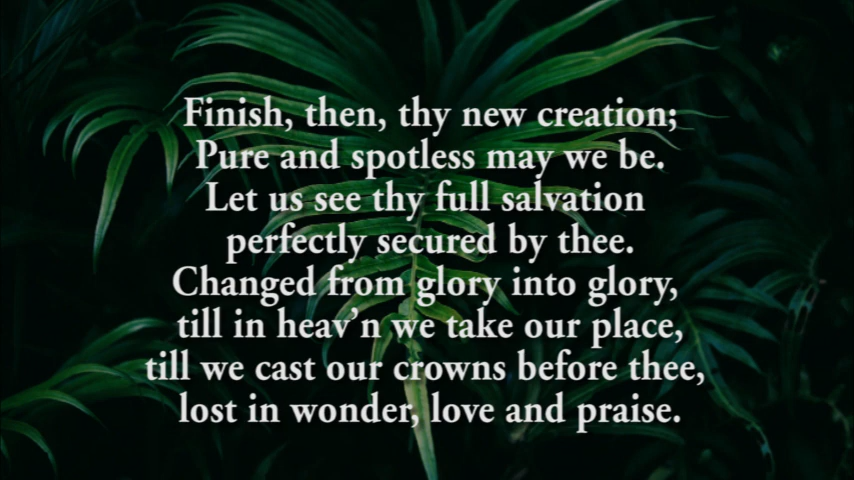 Finish, then, thy new creation;
Pure and spotless may we be.
Let us see thy full salvation
perfectly secured by thee.
Changed from glory into glory,
till in heav’n we take our place,
till we cast our crowns before thee,
lost in wonder, love and praise.